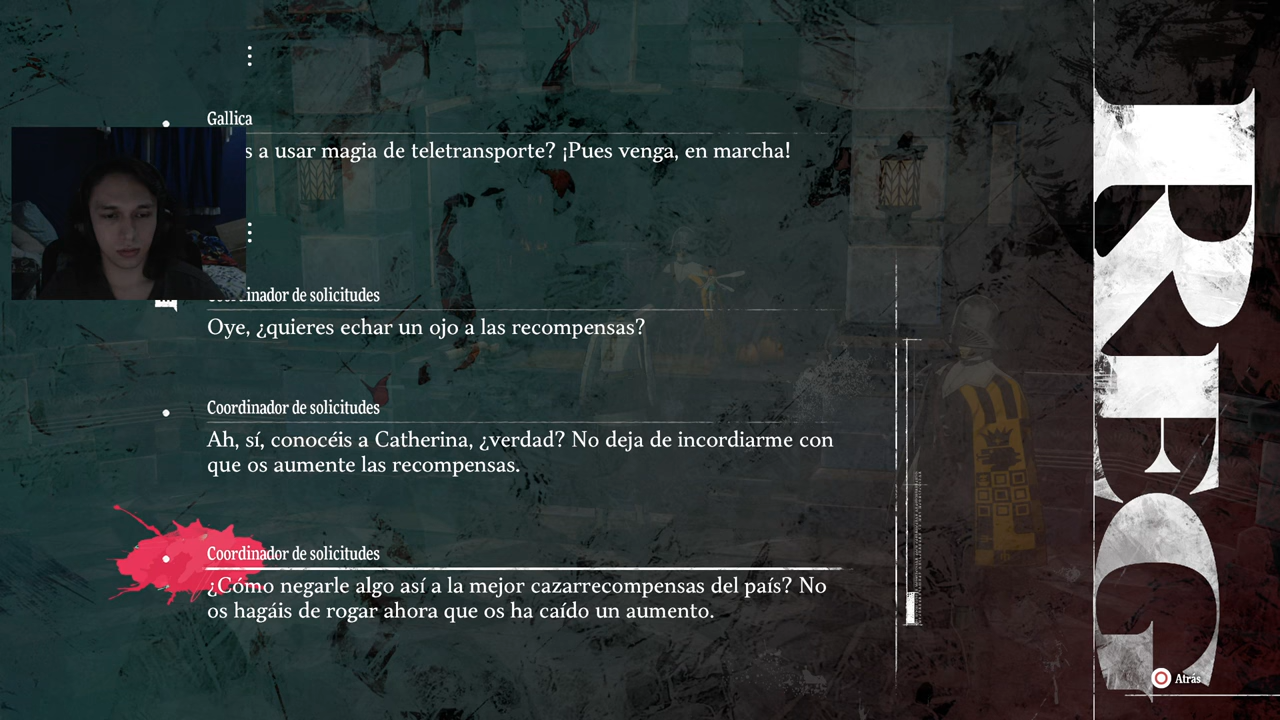 Gallica
s a usar magia de teletransporte? ¡Pues venga, en marcha!
Coordinador de solicitudes
Oye, ¿quieres echar un ojo a las recompensas?
Coordinador de solicitudes
Ah, sí, conocéis a Catherina, ¿verdad? No deja de incordiarme con
que os aumente las recompensas.
Coordinador de solicitudes
¿Cómo negarle algo así a la mejor cazarrecompensas del país? No
os hagáis de rogar ahora que os ha caído un aumento.
Atrás